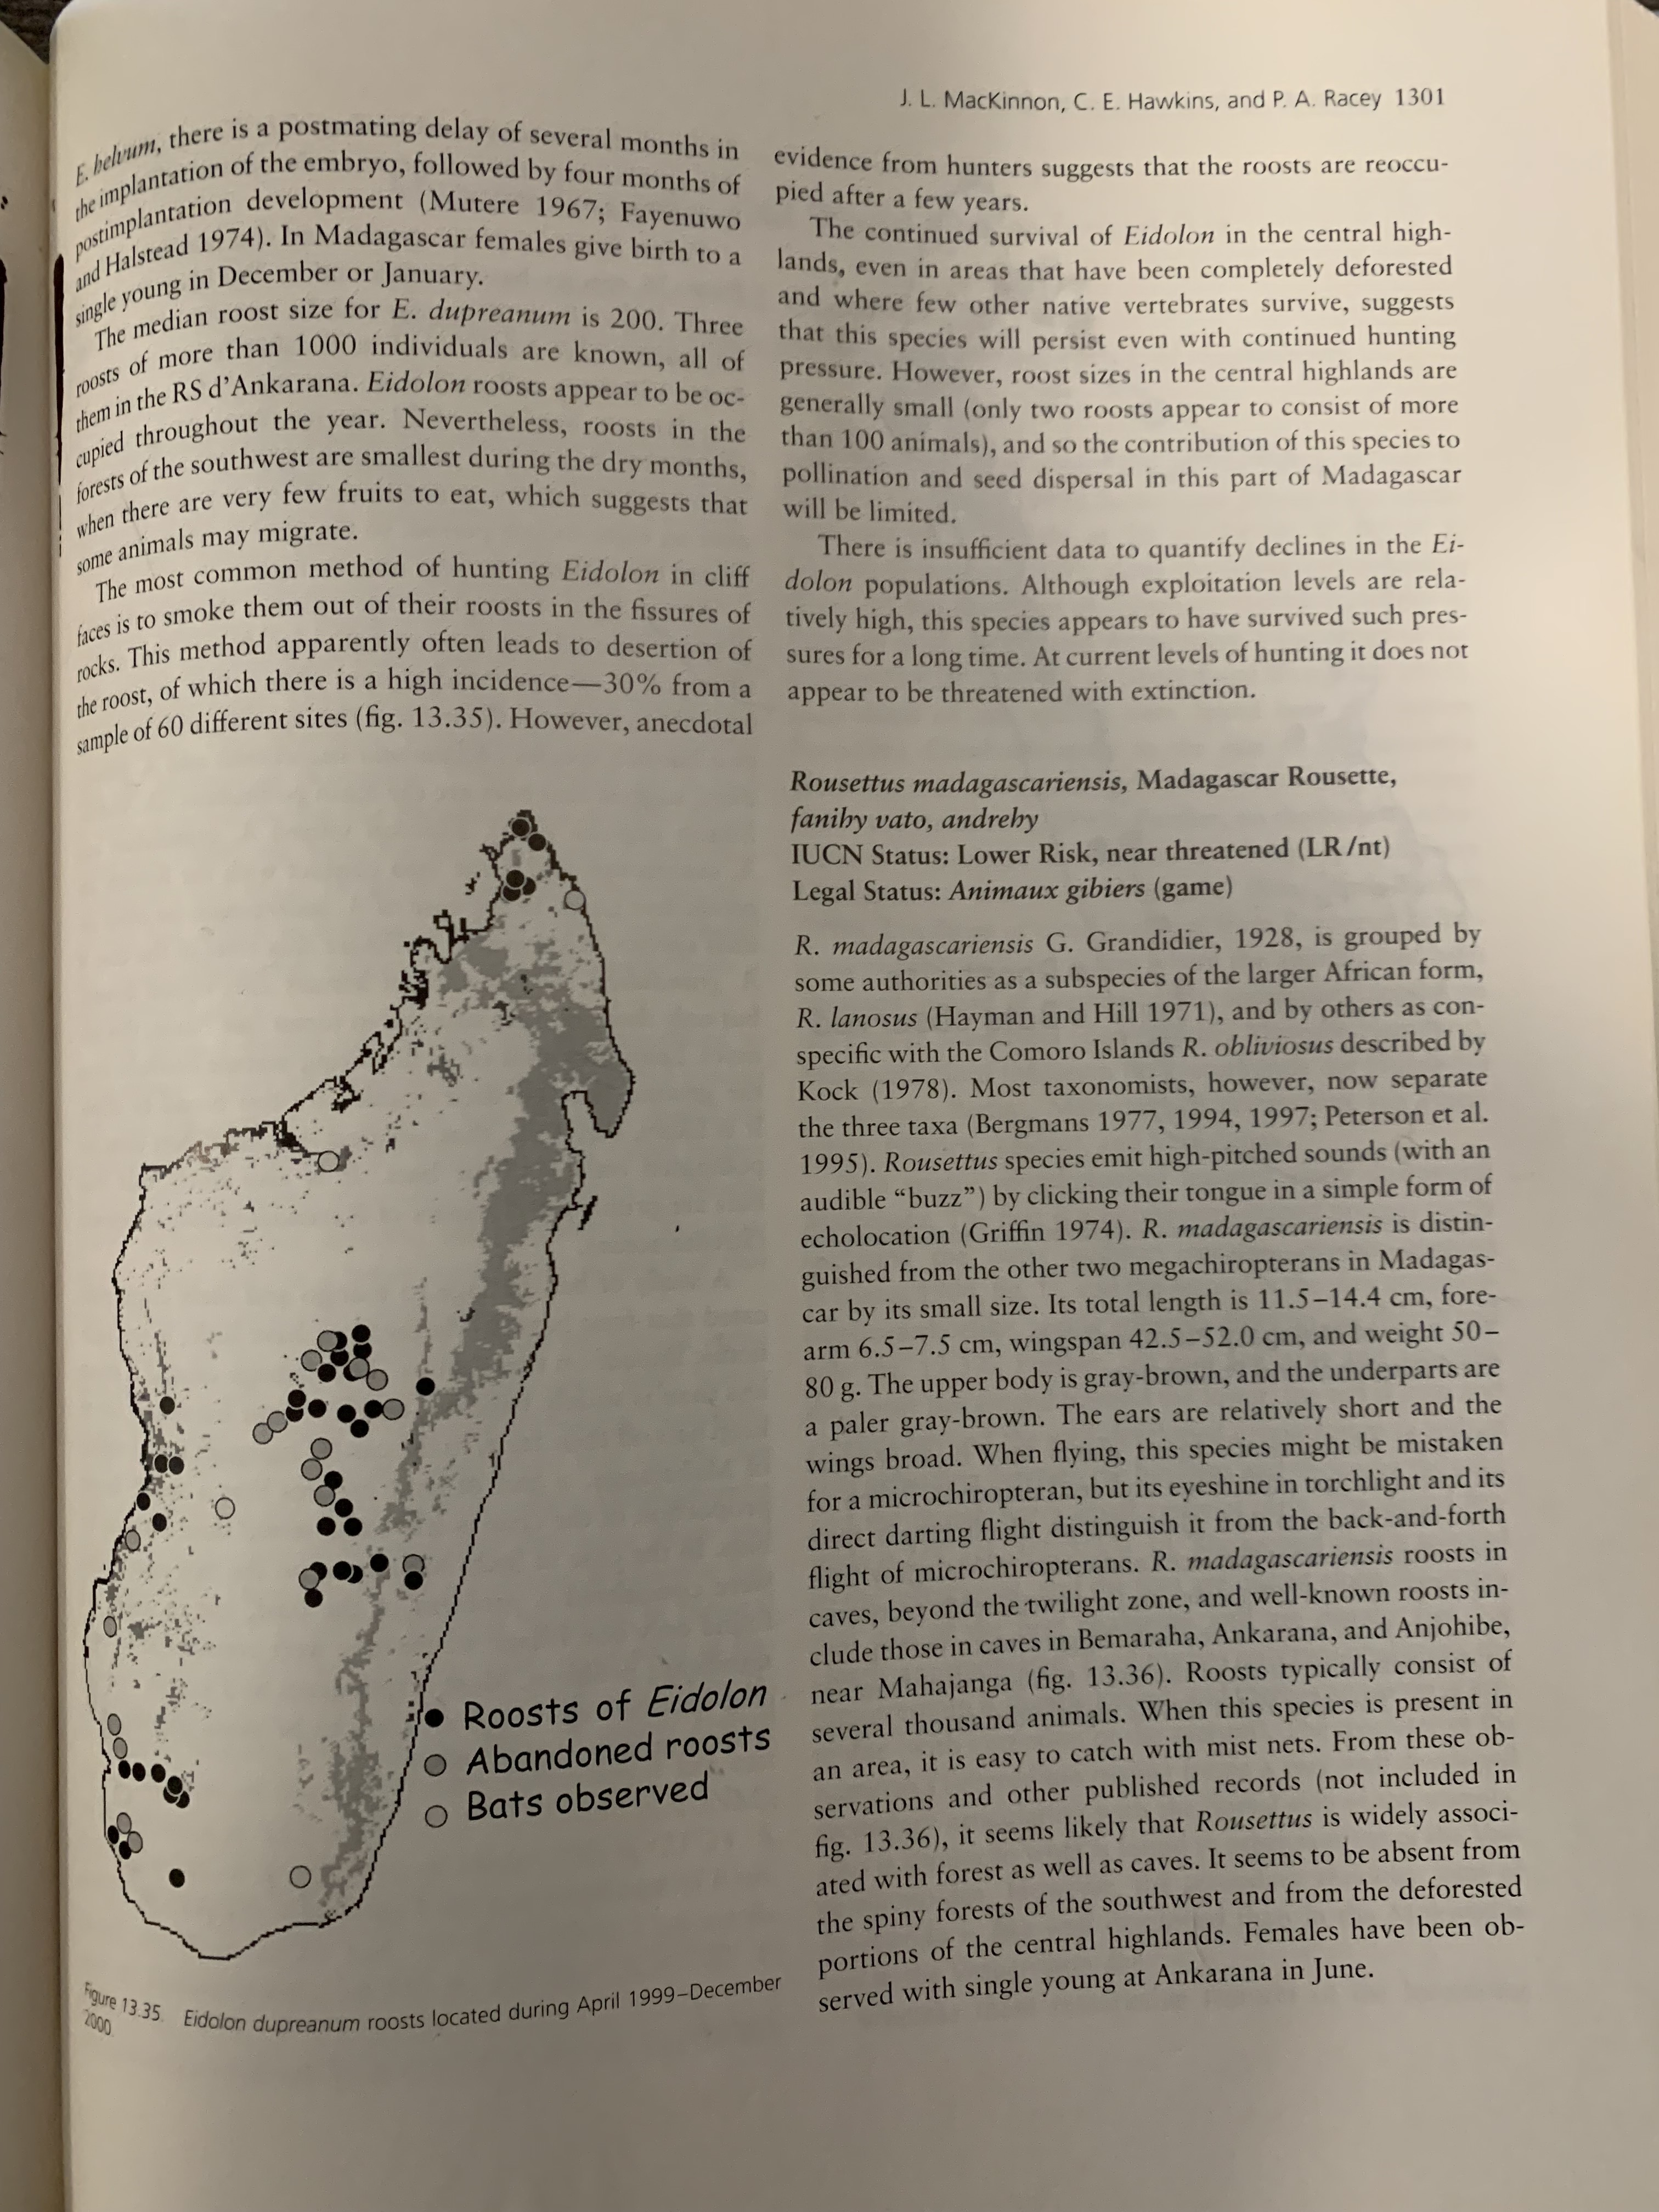 J. L. MacKinnon, C. E. Hawkins, and P. A. Racey 1301
E. helvum, there is a postmating delay of several months in
the implantation of the embryo, followed by four months of
postimplantation development (Mutere 1967; Fayenuwo
and Halstead 1974). In Madagascar females give birth to a
single young in December or January.
The median roost size for E. dupreanum is 200. Three
roosts of more than 1000 individuals are known, all of
them in the RS d'Ankarana. Eidolon roosts appear to be oc-
cupied throughout the year. Nevertheless, roosts in the
forests of the southwest are smallest during the dry months,
when there are very few fruits to eat, which suggests that
some animals may migrate.
The most common method of hunting Eidolon in cliff
faces is to smoke them out of their roosts in the fissures of
rocks. This method apparently often leads to desertion of
the roost, of which there is a high incidence—30% from a
sample of 60 different sites (fig. 13.35). However, anecdotal
Roosts of Eidolon
Abandoned roosts
Bats observed
Figure 13.35. Eidolon dupreanum roosts located during April 1999–December
2000.
evidence from hunters suggests that the roosts are reoccu-
pied after a few years.
The continued survival of Eidolon in the central high-
lands, even in areas that have been completely deforested
and where few other native vertebrates survive, suggests
that this species will persist even with continued hunting
pressure. However, roost sizes in the central highlands are
generally small (only two roosts appear to consist of more
than 100 animals), and so the contribution of this species to
pollination and seed dispersal in this part of Madagascar
will be limited.
There is insufficient data to quantify declines in the Ei-
dolon populations. Although exploitation levels are rela-
tively high, this species appears to have survived such pres-
sures for a long time. At current levels of hunting it does not
appear to be threatened with extinction.
Rousettus madagascariensis, Madagascar Rousette,
fanihy vato, andrehy
IUCN Status: Lower Risk, near threatened (LR/nt)
Legal Status: Animaux gibiers (game)
R. madagascariensis G. Grandidier, 1928, is grouped by
some authorities as a subspecies of the larger African form,
R. lanosus (Hayman and Hill 1971), and by others as con-
specific with the Comoro Islands R. obliviosus described by
Kock (1978). Most taxonomists, however, now separate
the three taxa (Bergmans 1977, 1994, 1997; Peterson et al.
1995). Rousettus species emit high-pitched sounds (with an
audible "buzz") by clicking their tongue in a simple form of
echolocation (Griffin 1974). R. madagascariensis is distin-
guished from the other two megachiropterans in Madagas-
car by its small size. Its total length is 11.5–14.4 cm, fore-
arm 6.5–7.5 cm, wingspan 42.5–52.0 cm, and weight 50–
80 g. The upper body is gray-brown, and the underparts are
a paler gray-brown. The ears are relatively short and the
wings broad. When flying, this species might be mistaken
for a microchiropteran, but its eyeshine in torchlight and its
direct darting flight distinguish it from the back-and-forth
flight of microchiropterans. R. madagascariensis roosts in
caves, beyond the twilight zone, and well-known roosts in-
clude those in caves in Bemaraha, Ankarana, and Anjohibe,
near Mahajanga (fig. 13.36). Roosts typically consist of
several thousand animals. When this species is present in
an area, it is easy to catch with mist nets. From these ob-
servations and other published records (not included in
fig. 13.36), it seems likely that Rousettus is widely associ-
ated with forest as well as caves. It seems to be absent from
the spiny forests of the southwest and from the deforested
portions of the central highlands. Females have been ob-
served with single young at Ankarana in June.